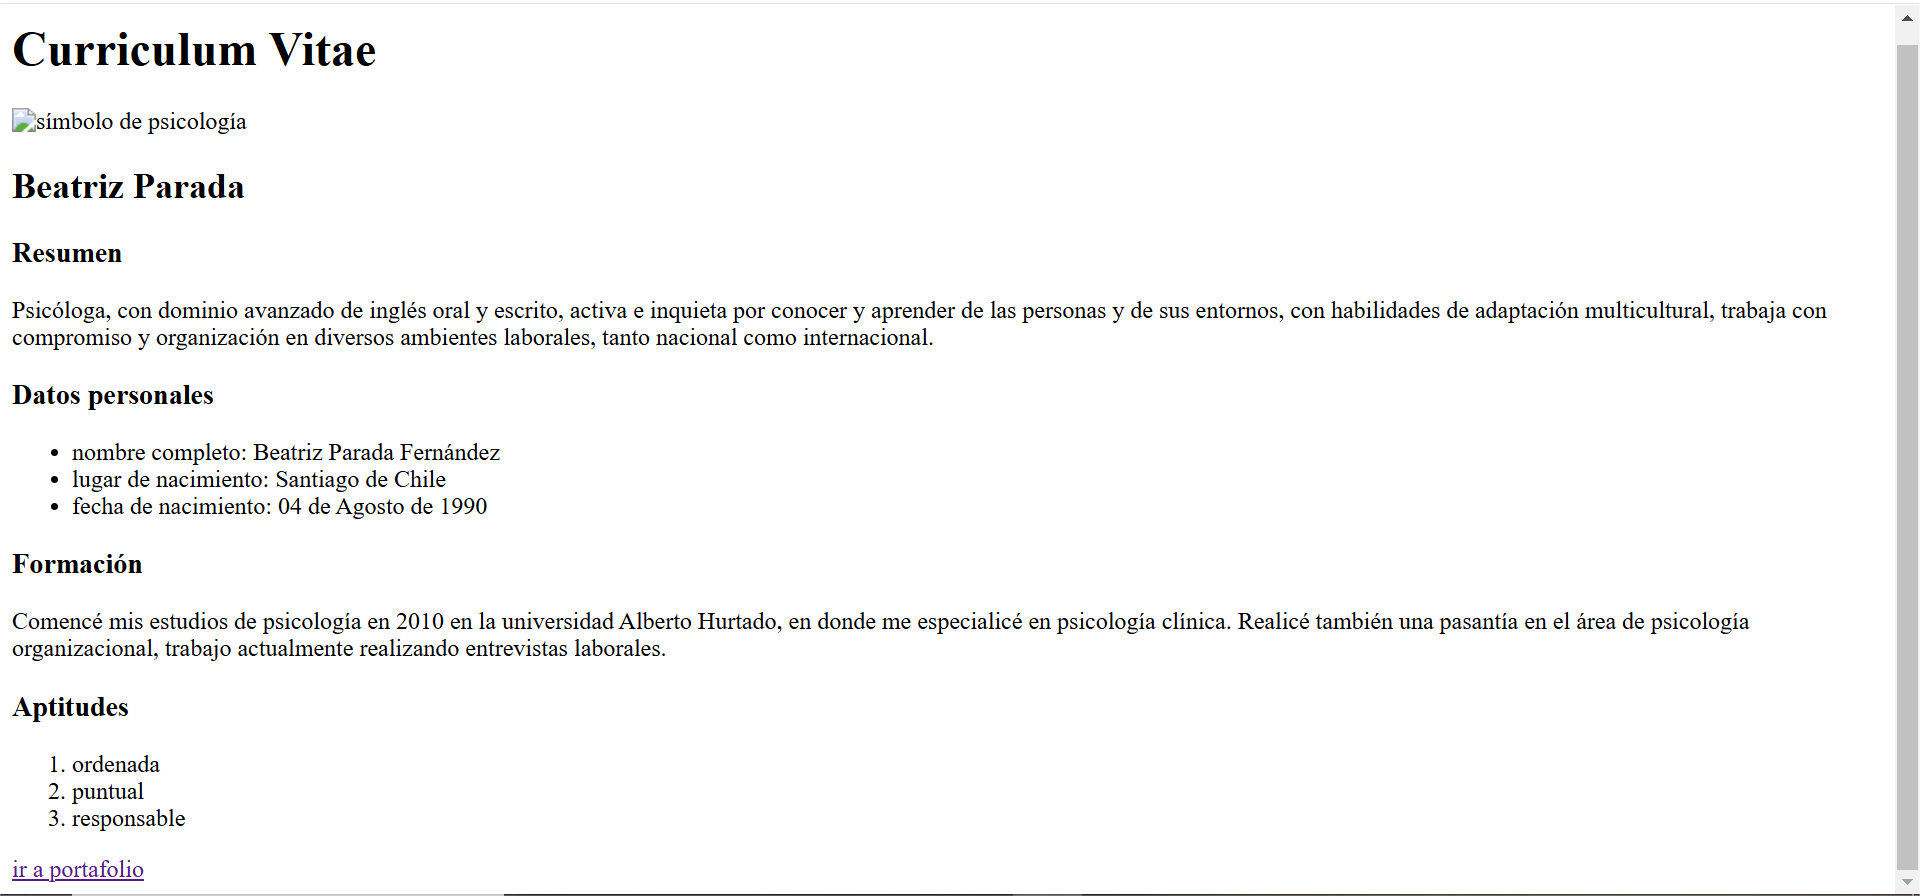 Curriculum Vitae
símbolo de psicología
Beatriz Parada
Resumen
Psicóloga, con dominio avanzado de inglés oral y escrito, activa e inquieta por conocer y aprender de las personas y de sus entornos, con habilidades de adaptación multicultural, trabaja con
compromiso y organización en diversos ambientes laborales, tanto nacional como internacional.
Datos personales
• nombre completo: Beatriz Parada Fernández
• lugar de nacimiento: Santiago de Chile
• fecha de nacimiento: 04 de Agosto de 1990
Formación
Comencé mis estudios de psicología en 2010 en la universidad Alberto Hurtado, en donde me especialicé en psicología clínica. Realicé también una pasantía en el área de psicología
organizacional, trabajo actualmente realizando entrevistas laborales.
Aptitudes
1. ordenada
2. puntual
3. responsable
ir a portafolio